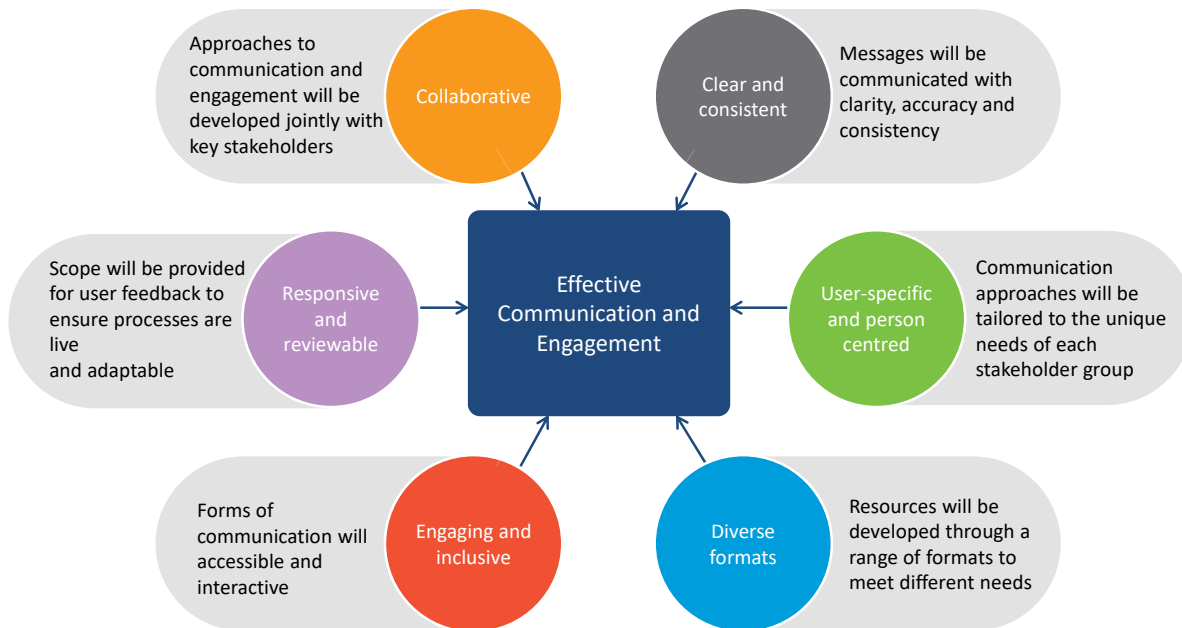 Approaches to
communication and
engagement will be
developed jointly with
key stakeholders
Collaborative
Clear and
consistent
Messages will be
communicated with
clarity, accuracy and
consistency
Scope will be provided
for user feedback to
ensure processes are
live
and adaptable
Responsive
and
reviewable
Effective
Communication and
Engagement
User-specific
and person
centred
Communication
approaches will be
tailored to the unique
needs of each
stakeholder group
Forms of
communication will
accessible and
interactive
Engaging and
inclusive
Diverse
formats
Resources will be
developed through a
range of formats to
meet different needs